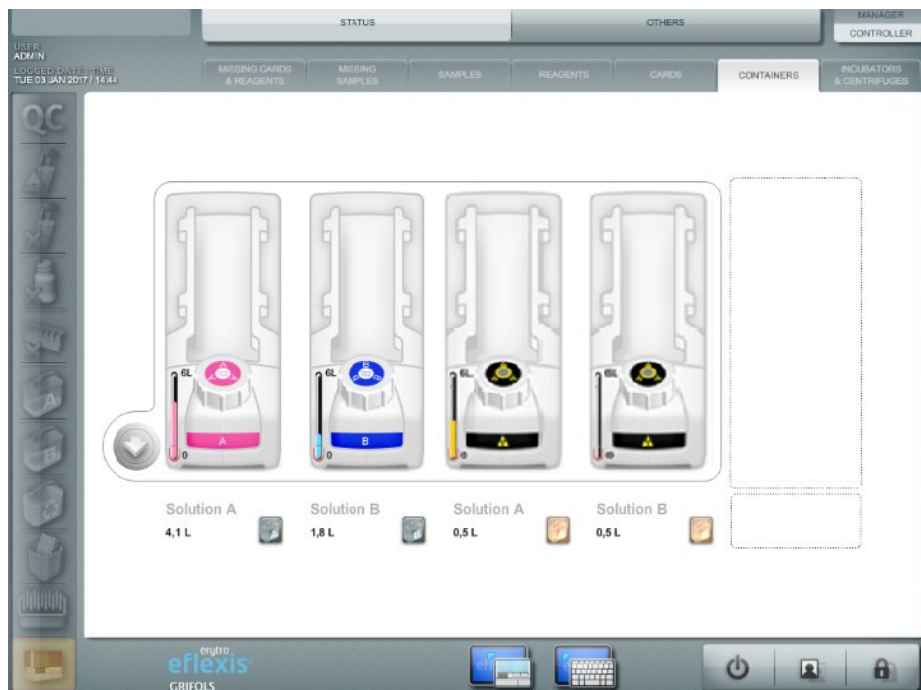 STATUS
OTHERS
MANAGER
CONTROLLER
USER
ADMIN
LOGGED DATE / TIME
TUE 03 JAN 2017 / 14:44
MISSING CARDS
& REAGENTS
MISSING
SAMPLES
SAMPLES
REAGENTS
CARDS
CONTAINERS
INCUBATORS
& CENTRIFUGES
QC
A
B
6L
6L
6L
6L
A
B
0
0
Solution A
Solution B
Solution A
Solution B
4,1 L
1,8 L
0,5 L
0,5 L
erytro
eflexis
GRIFOLS